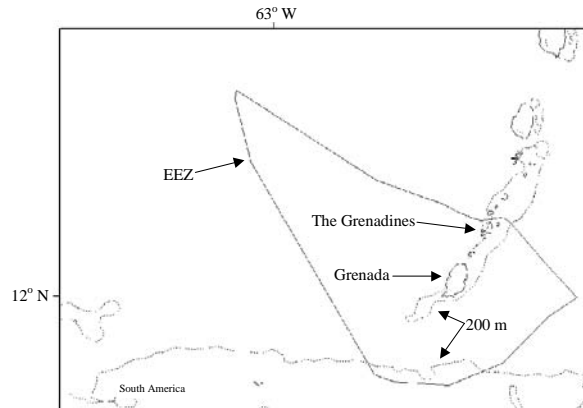 63° W
EEZ
The Grenadines
Grenada
12° N
200 m
South America